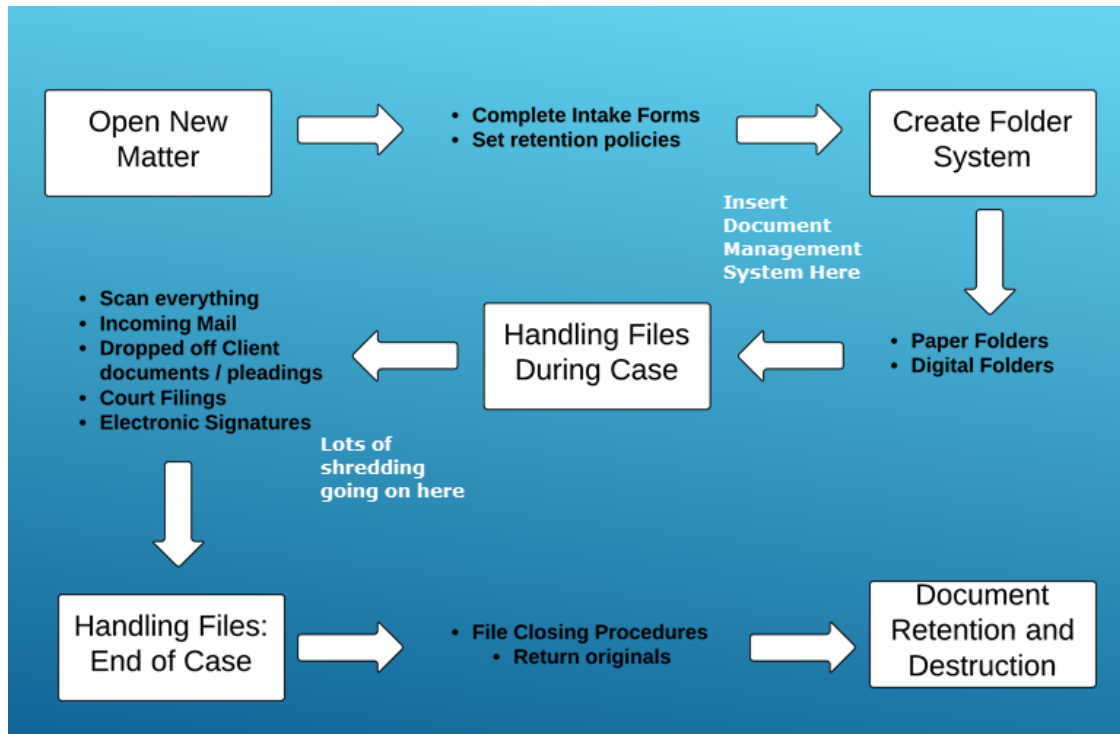 Open New
Matter
• Complete Intake Forms
• Set retention policies
Create Folder
System
Insert
Document
Management
System Here
• Paper Folders
• Digital Folders
Handling Files
During Case
• Scan everything
• Incoming Mail
• Dropped off Client
documents / pleadings
• Court Filings
• Electronic Signatures
Lots of
shredding
going on here
Handling Files:
End of Case
• File Closing Procedures
• Return originals
Document
Retention and
Destruction